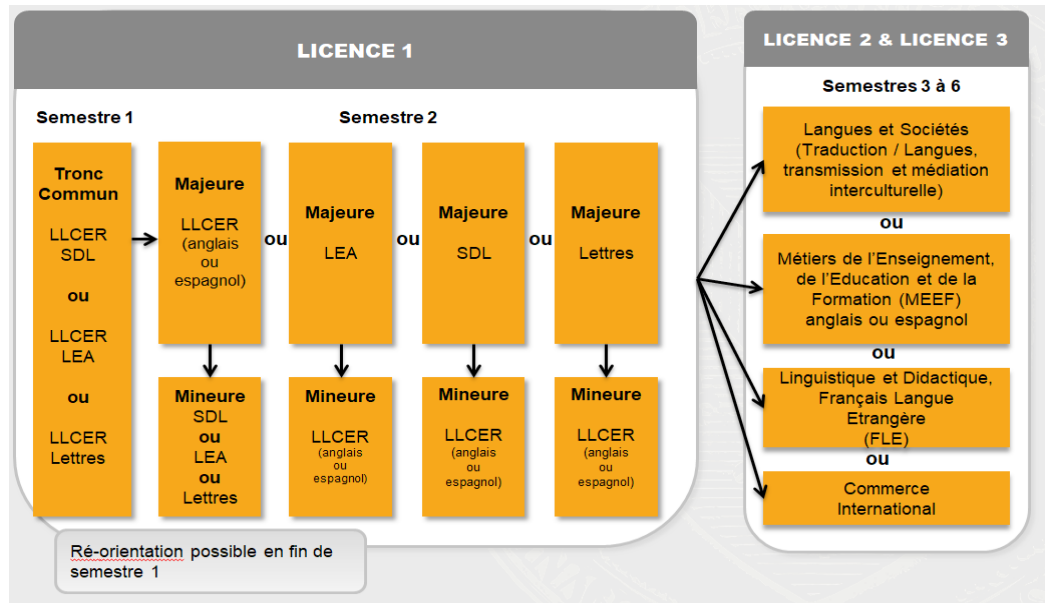 LICENCE 1
Semestre 1
Semestre 2
Tronc
Commun
LLCER
SDL
ou
LLCER
LEA
ou
LLCER
Lettres
Majeure
LLCER
(anglais
ou
espagnol)
ou
Majeure
LEA
ou
Majeure
SDL
ou
Majeure
Lettres
Mineure
SDL
ou
LEA
ou
Lettres
Mineure
LLCER
(anglais
ou
espagnol)
Mineure
LLCER
(anglais
ou
espagnol)
Mineure
LLCER
(anglais
ou
espagnol)
Ré-orientation possible en fin de
semestre 1
LICENCE 2 & LICENCE 3
Semestres 3 à 6
Langues et Sociétés
(Traduction / Langues,
transmission et médiation
interculturelle)
ou
Métiers de l’Enseignement,
de l’Education et de la
Formation (MEEF)
anglais ou espagnol
ou
Linguistique et Didactique,
Français Langue
Etrangère
(FLE)
ou
Commerce
International